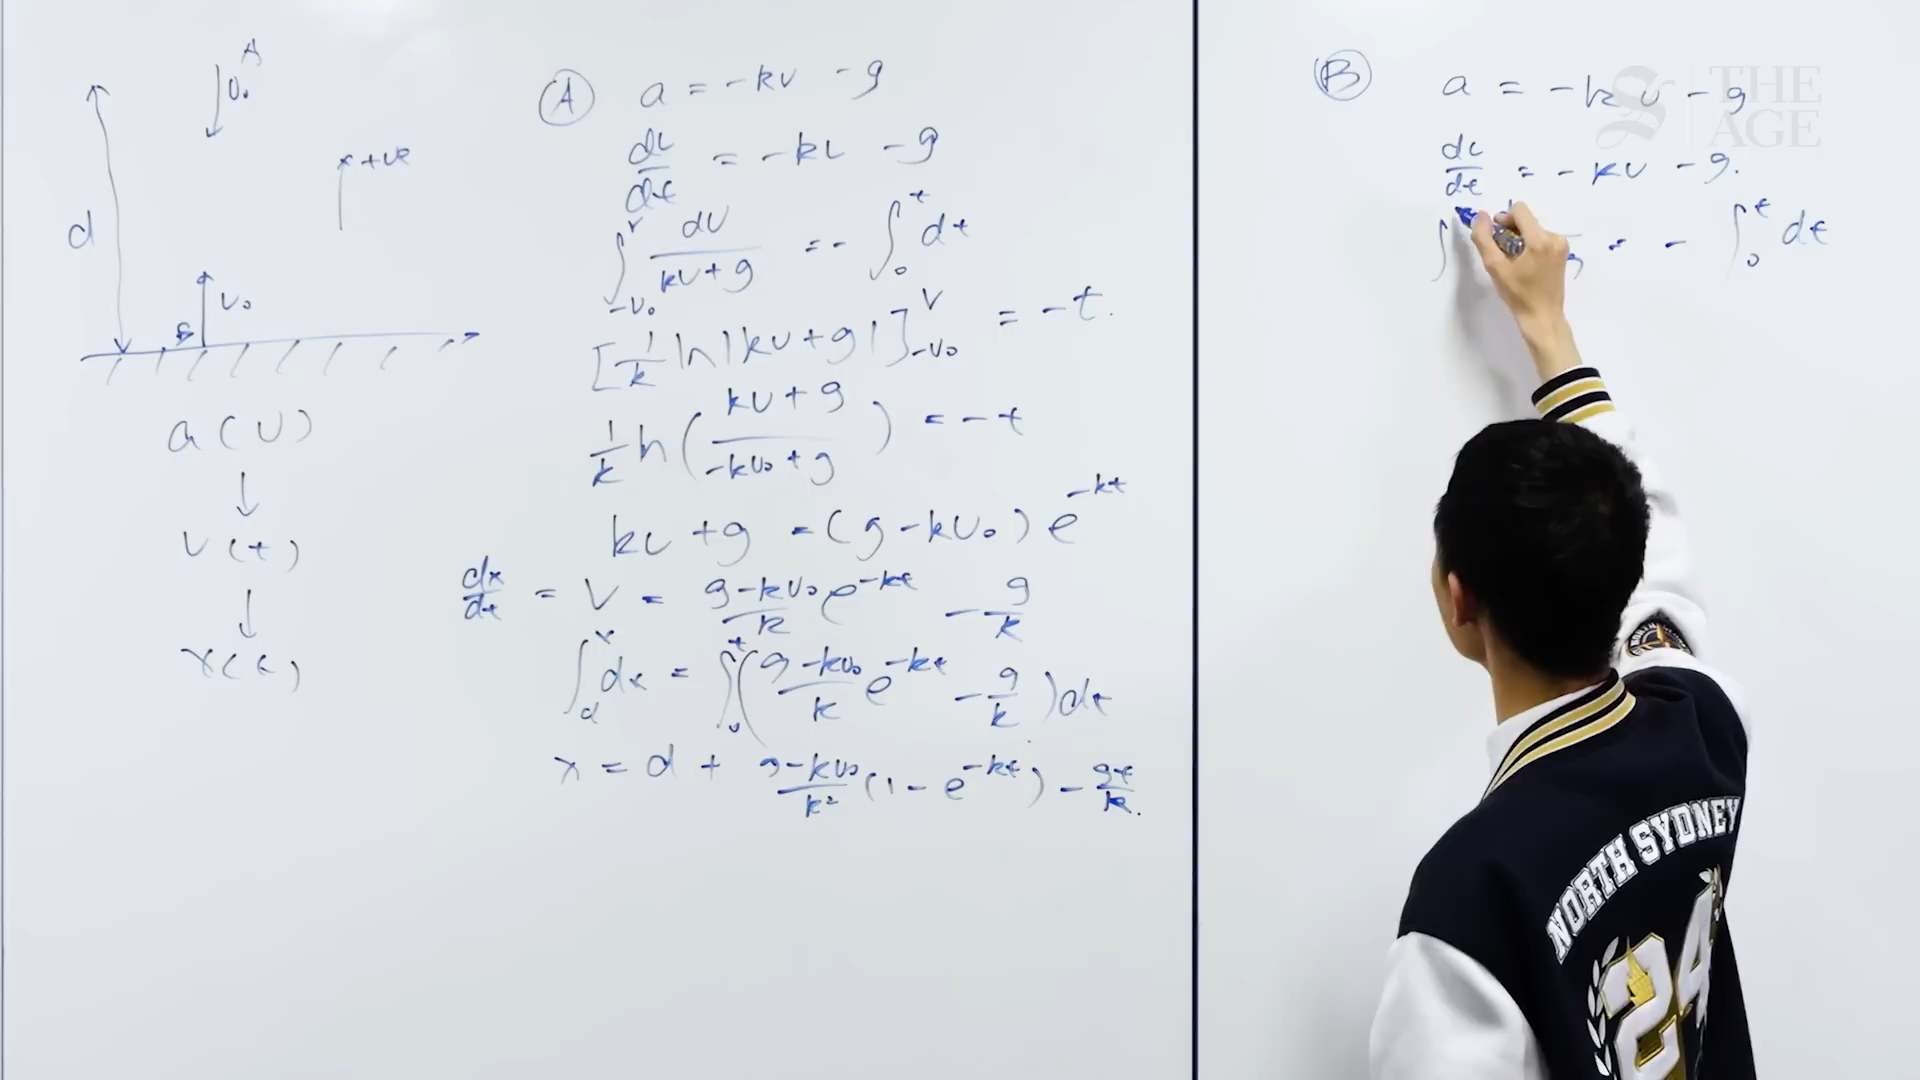 A
v₀
x +ve
d
v₀
B
a(v)
↓
v(t)
↓
x(t)
Ⓐ a = -kv - g
dv/dt = -kv - g
∫_{-v₀}^{v} dv/(kv+g) = - ∫_0^t dt
[1/k ln|kv+g|]_{-v₀}^{v} = -t.
1/k ln((kv+g)/(-kv₀+g)) = -t
kv+g = (g-kv₀)e^{-kt}
dx/dt = v = (g-kv₀)/k e^{-kt} - g/k
∫_d^x dx = ∫_0^t ((g-kv₀)/k e^{-kt} - g/k) dt
x = d + (g-kv₀)/k² (1 - e^{-kt}) - gt/k.
Ⓑ a = -kv - g
dv/dt = -kv - g.
∫ = - ∫_0^t dt
THE AGE
NORTH SYDNEY
24